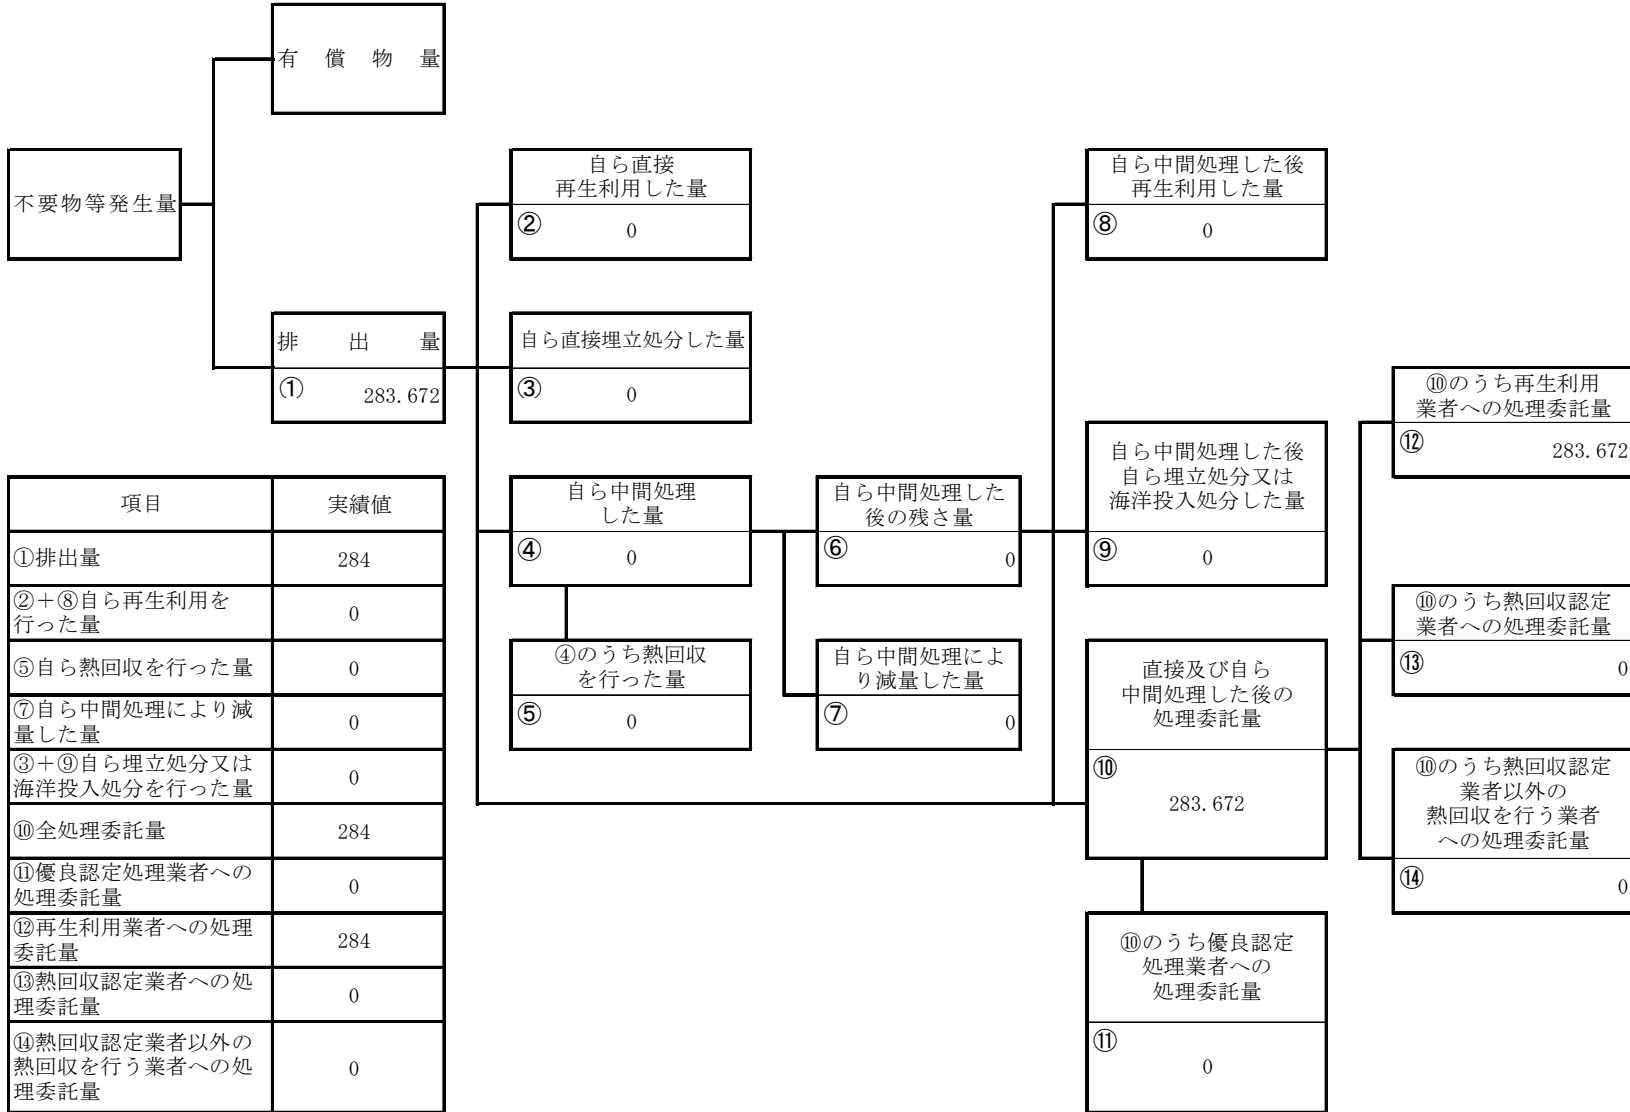 有償物量
不要物等発生量
排出量
① 283.672
自ら直接
再生利用した量
② 0
自ら直接埋立処分した量
③ 0
自ら中間処理
した量
④ 0
④のうち熱回収
を行った量
⑤ 0
自ら中間処理した
後の残さ量
⑥ 0
自ら中間処理によ
り減量した量
⑦ 0
自ら中間処理した後
再生利用した量
⑧ 0
自ら中間処理した後
自ら埋立処分又は
海洋投入処分した量
⑨ 0
直接及び自ら
中間処理した後の
処理委託量
⑩
283.672
⑩のうち優良認定
処理業者への
処理委託量
⑪
0
⑩のうち再生利用
業者への処理委託量
⑫ 283.672
⑩のうち熱回収認定
業者への処理委託量
⑬ 0
⑩のうち熱回収認定
業者以外の
熱回収を行う業者
への処理委託量
⑭ 0
項目 実績値
①排出量 284
②+⑧自ら再生利用を
行った量 0
⑤自ら熱回収を行った量 0
⑦自ら中間処理により減
量した量 0
③+⑨自ら埋立処分又は
海洋投入処分を行った量 0
⑩全処理委託量 284
⑪優良認定処理業者への
処理委託量 0
⑫再生利用業者への処理
委託量 284
⑬熱回収認定業者への処
理委託量 0
⑭熱回収認定業者以外の
熱回収を行う業者への処
理委託量 0